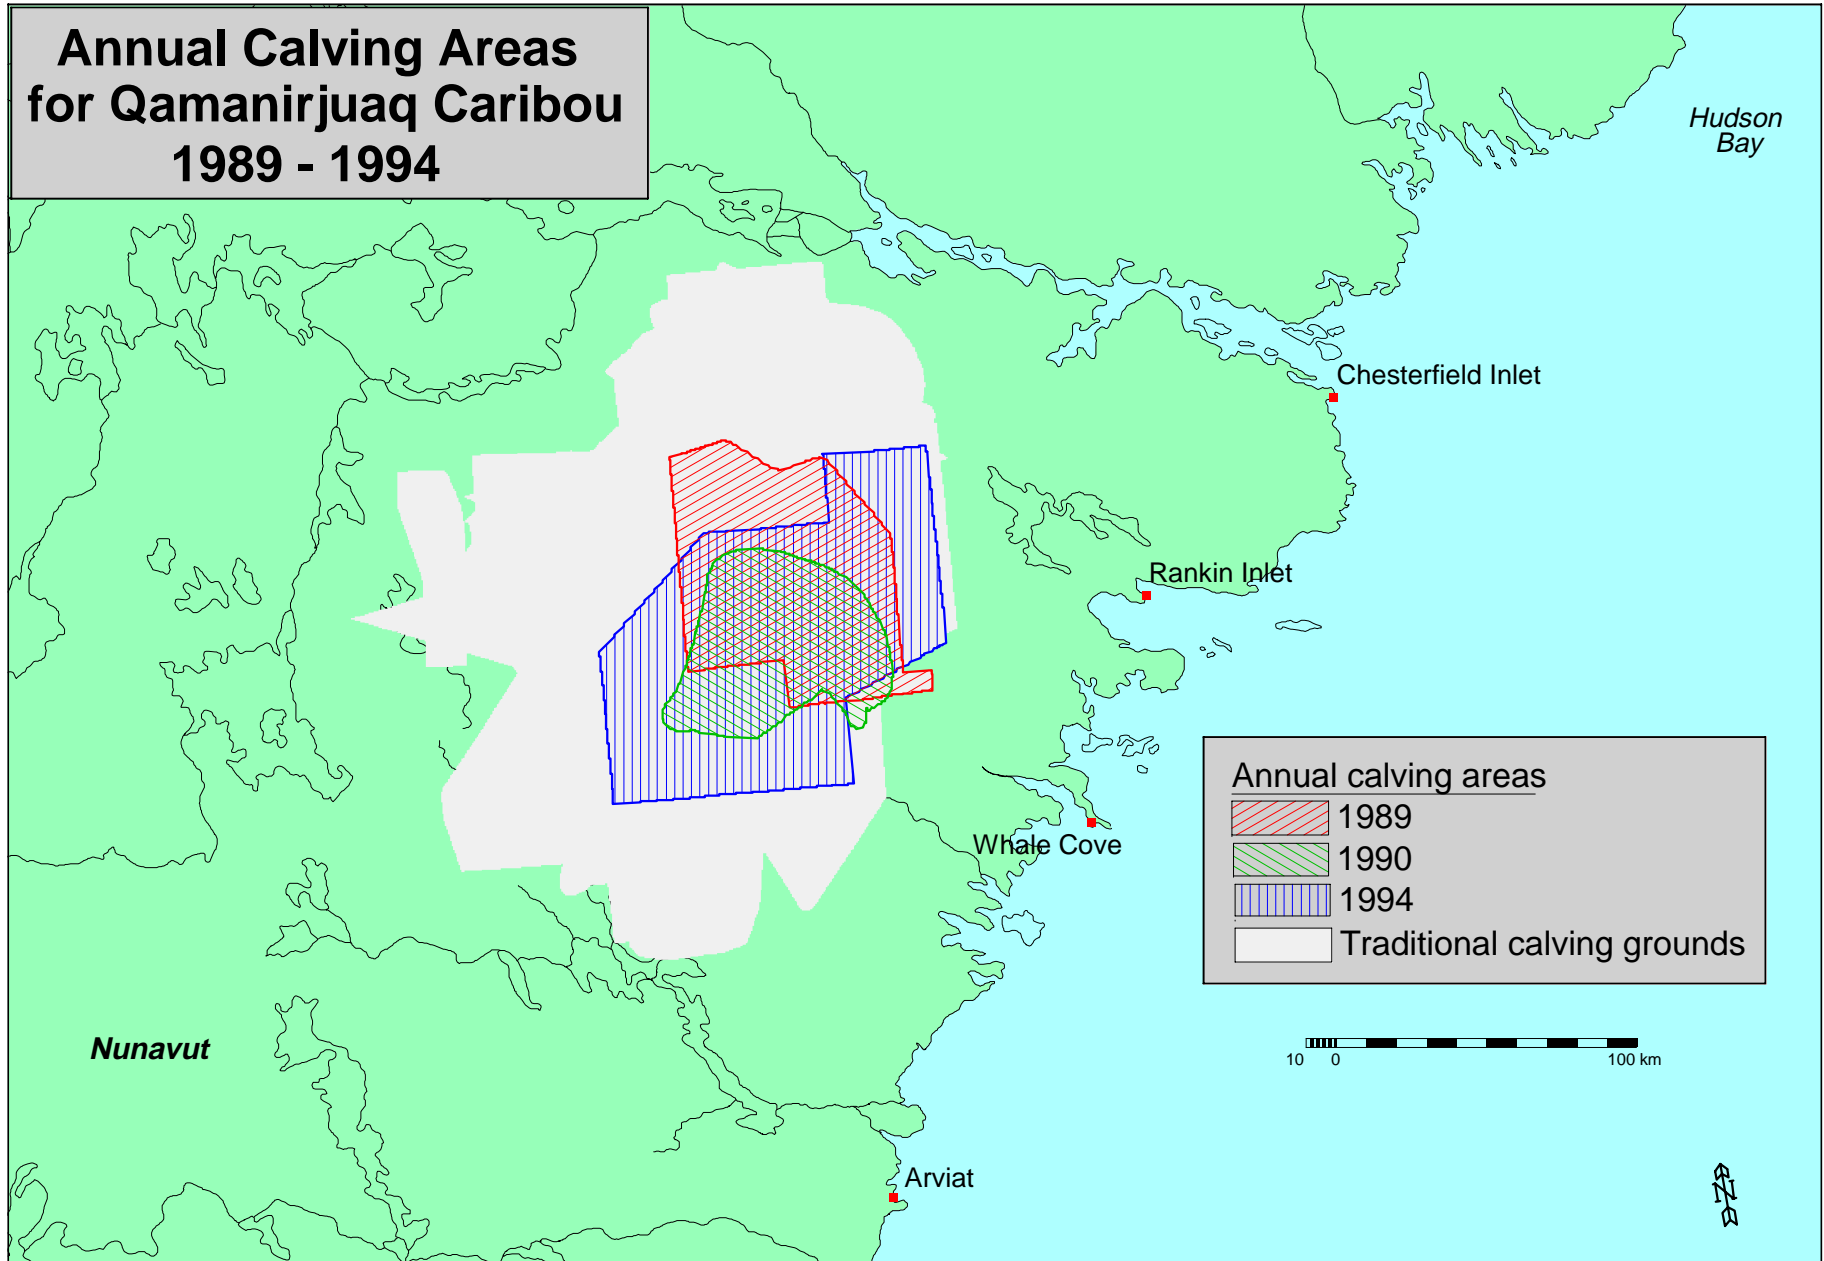 Annual Calving Areas
for Qamanirjuaq Caribou
1989 - 1994
Hudson
Bay
Chesterfield Inlet
Rankin Inlet
Whale Cove
Annual calving areas
1989
1990
1994
Traditional calving grounds
Nunavut
10 0 100 km
Arviat
N